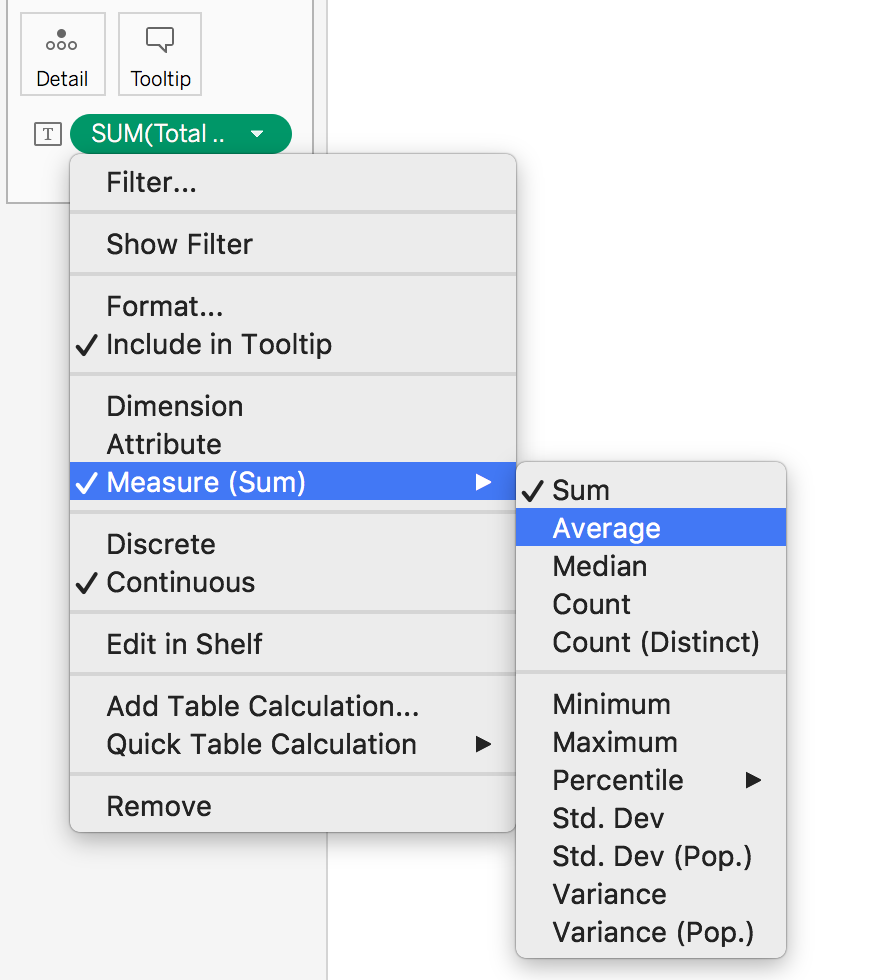 Detail
Tooltip
T
SUM(Total ..
Filter...
Show Filter
Format...
✓ Include in Tooltip
Dimension
Attribute
✓ Measure (Sum) ▶
Discrete
✓ Continuous
Edit in Shelf
Add Table Calculation...
Quick Table Calculation ▶
Remove
✓ Sum
Average
Median
Count
Count (Distinct)
Minimum
Maximum
Percentile ▶
Std. Dev
Std. Dev (Pop.)
Variance
Variance (Pop.)